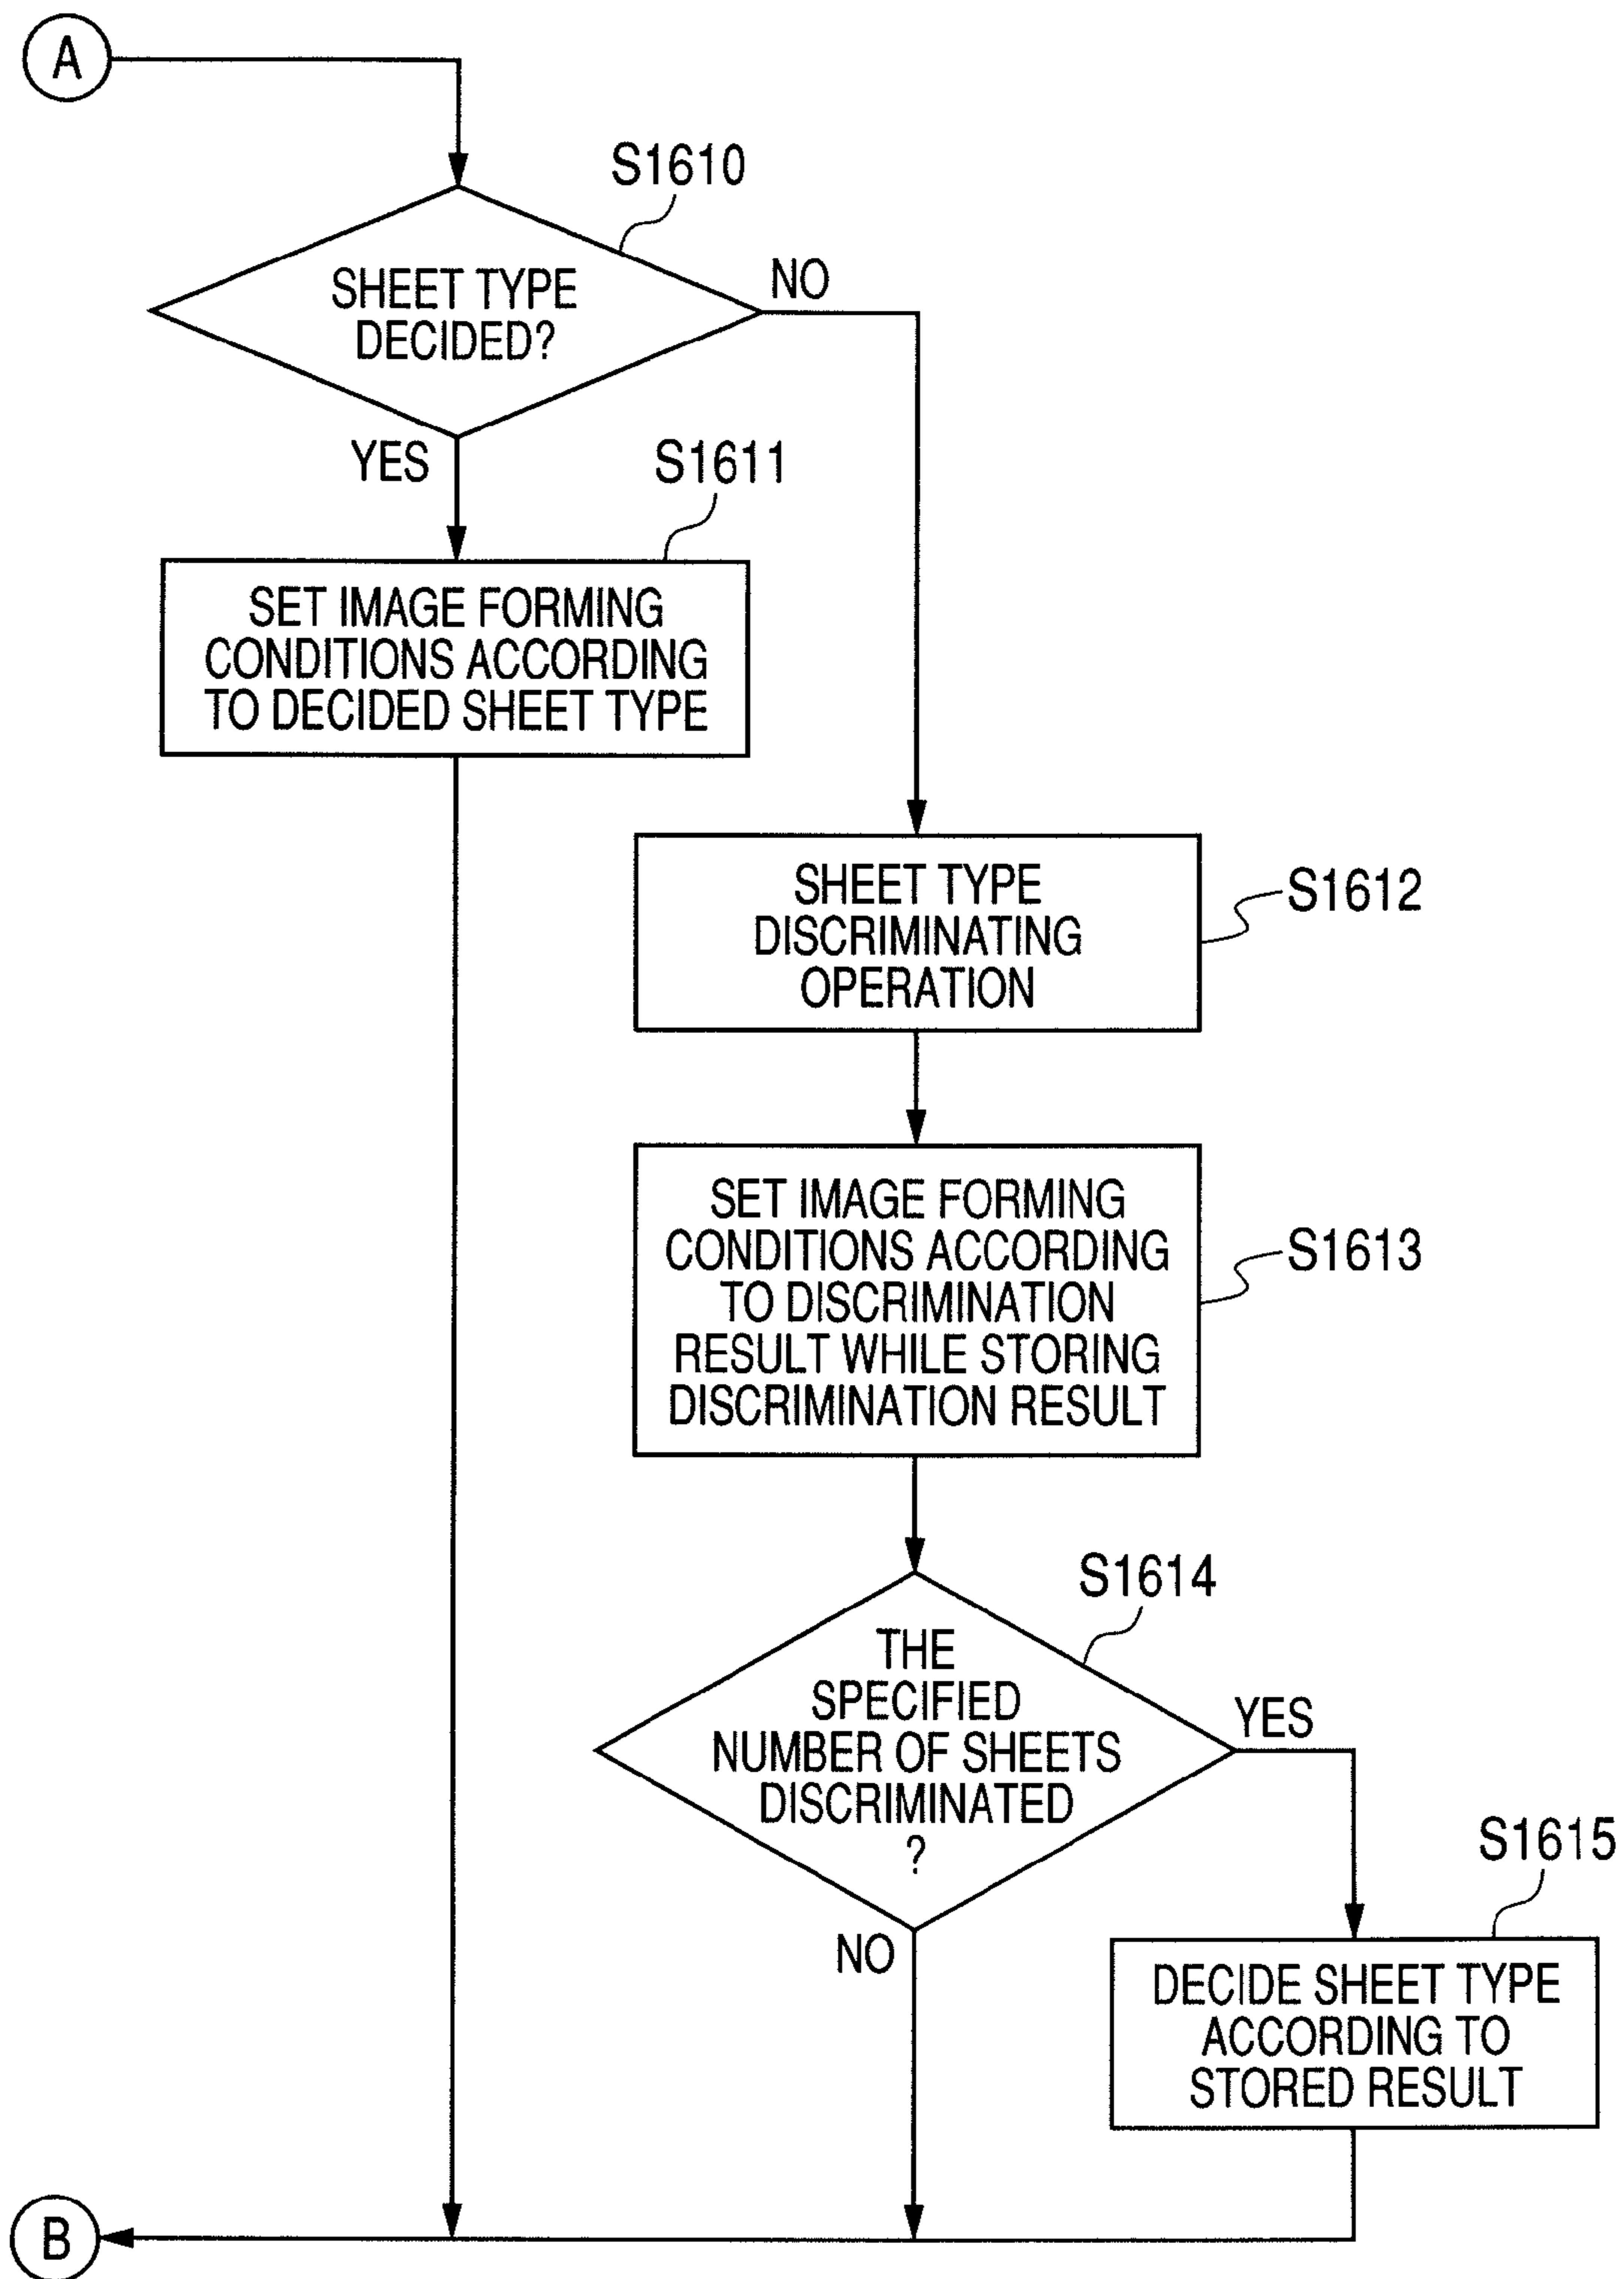 A
S1610
SHEET TYPE
DECIDED?
NO
YES
S1611
SET IMAGE FORMING
CONDITIONS ACCORDING
TO DECIDED SHEET TYPE
SHEET TYPE
DISCRIMINATING
OPERATION
S1612
SET IMAGE FORMING
CONDITIONS ACCORDING
TO DISCRIMINATION
RESULT WHILE STORING
DISCRIMINATION RESULT
S1613
S1614
THE
SPECIFIED
NUMBER OF SHEETS
DISCRIMINATED
?
YES
NO
S1615
DECIDE SHEET TYPE
ACCORDING TO
STORED RESULT
B